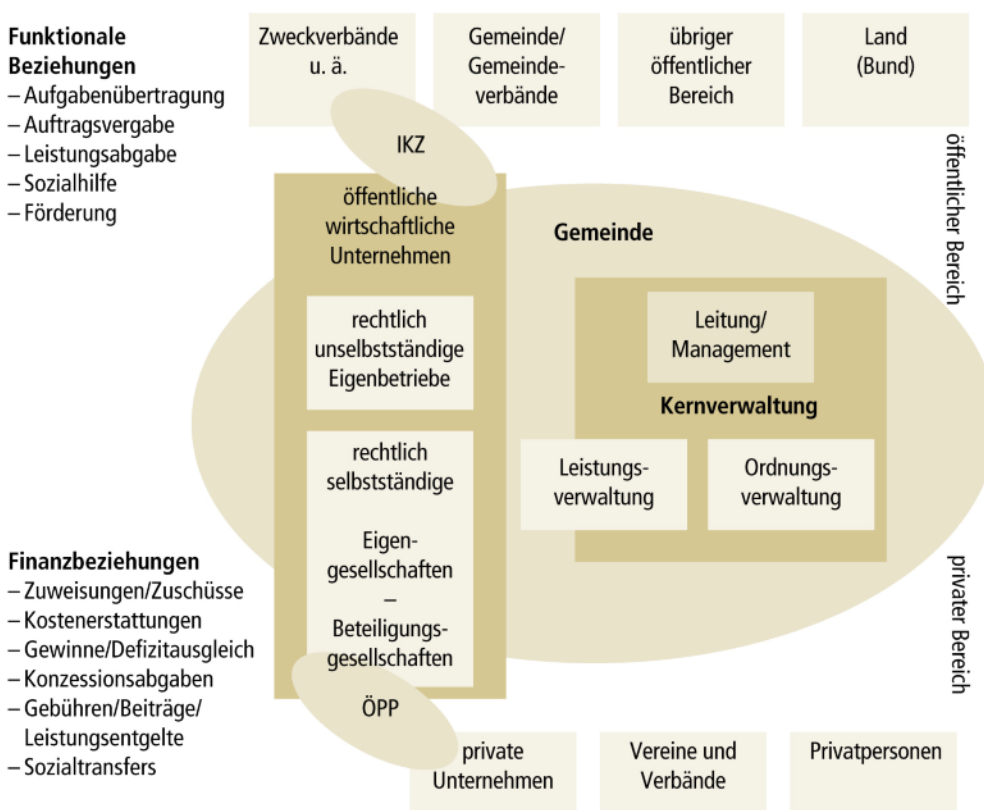 Funktionale
Beziehungen
– Aufgabenübertragung
– Auftragsvergabe
– Leistungsabgabe
– Sozialhilfe
– Förderung
Zweckverbände
u. ä.
Gemeinde/
Gemeinde-
verbände
übriger
öffentlicher
Bereich
Land
(Bund)
IKZ
öffentlicher Bereich
öffentliche
wirtschaftliche
Unternehmen
rechtlich
unselbstständige
Eigenbetriebe
rechtlich
selbstständige
Eigen-
gesellschaften
–
Beteiligungs-
gesellschaften
Gemeinde
Leitung/
Management
Kernverwaltung
Leistungs-
verwaltung
Ordnungs-
verwaltung
Finanzbeziehungen
– Zuweisungen/Zuschüsse
– Kostenerstattungen
– Gewinne/Defizitausgleich
– Konzessionsabgaben
– Gebühren/Beiträge/
Leistungsentgelte
– Sozialtransfers
privater Bereich
ÖPP
private
Unternehmen
Vereine und
Verbände
Privatpersonen